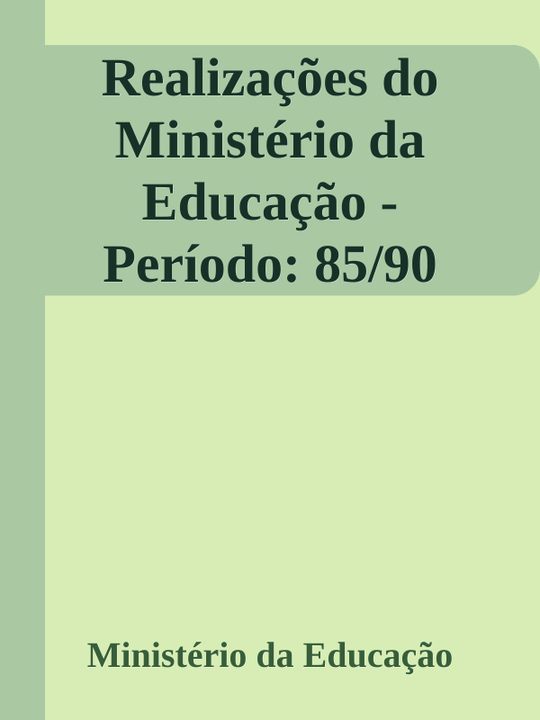 Realizações do
Ministério da
Educação -
Período: 85/90
Ministério da Educação